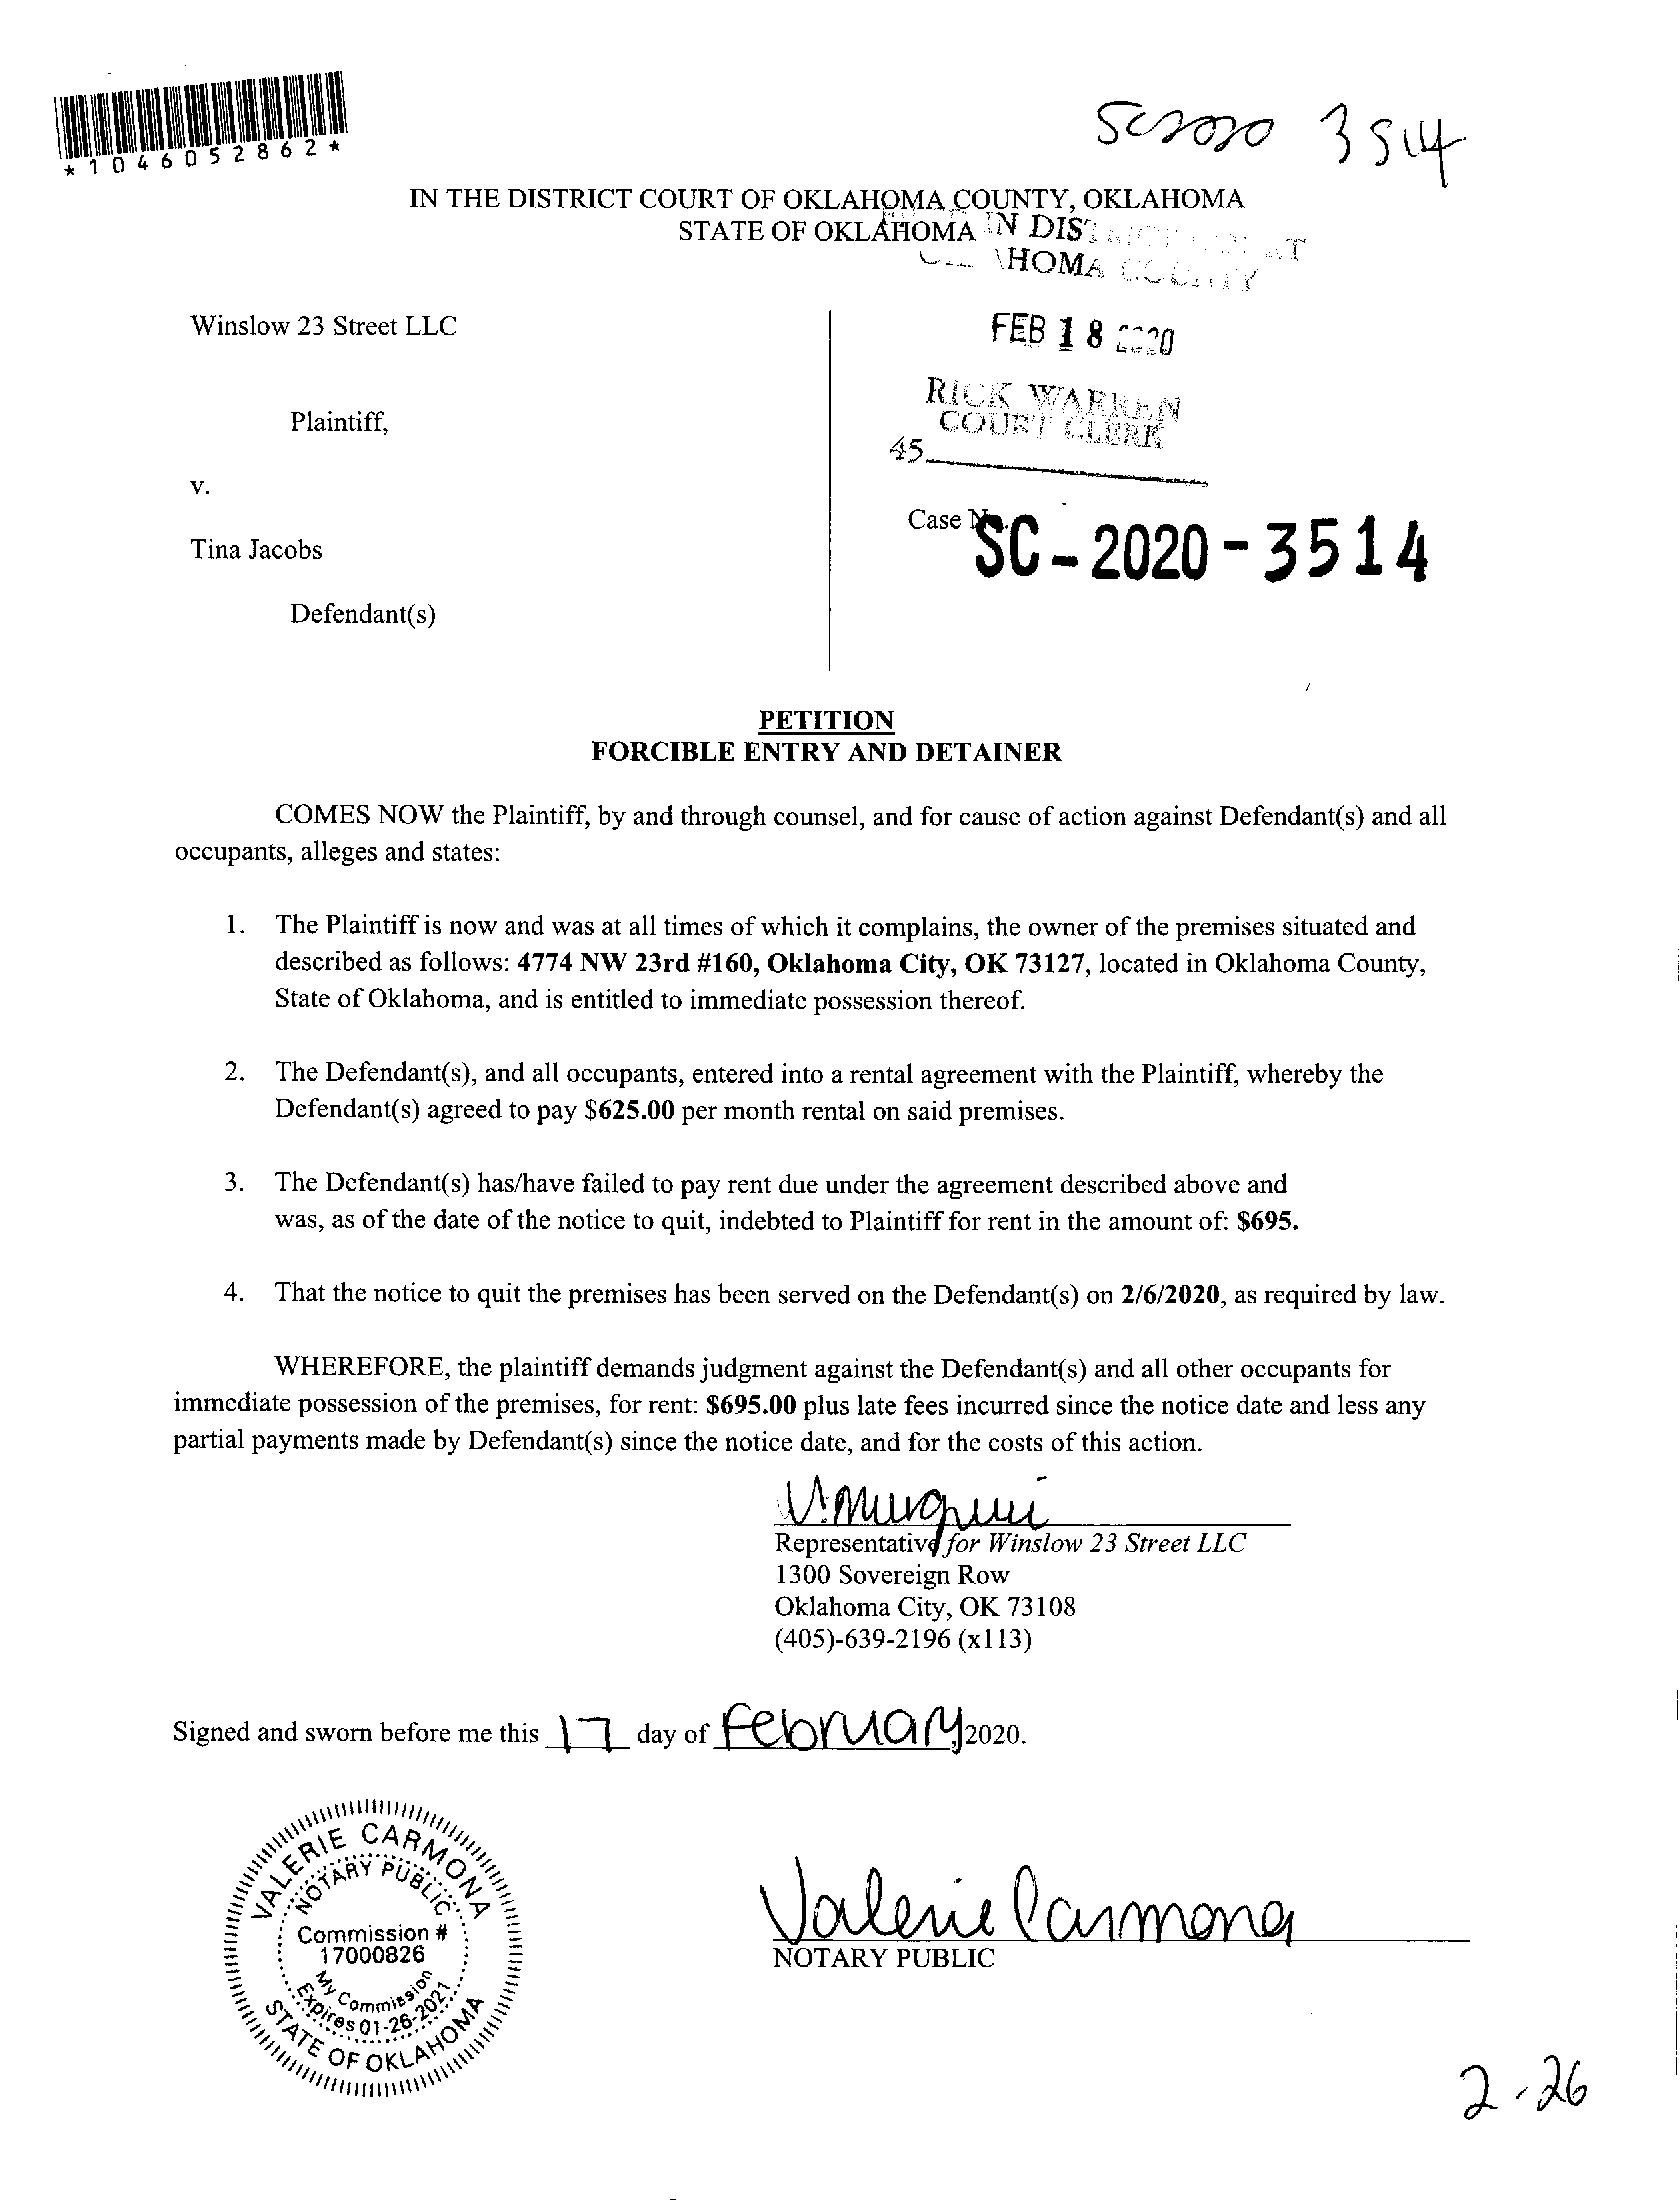 *1046052862*
SC2020 3514
IN THE DISTRICT COURT OF OKLAHOMA COUNTY, OKLAHOMA
STATE OF OKLAHOMA
IN DIST
HOMA COUNTY
Winslow 23 Street LLC
FEB 18 2020
RICK WARREN
COURT CLERK
Plaintiff,
45
v.
Case No.
SC-2020-3514
Tina Jacobs
Defendant(s)
PETITION
FORCIBLE ENTRY AND DETAINER
COMES NOW the Plaintiff, by and through counsel, and for cause of action against Defendant(s) and all
occupants, alleges and states:
1. The Plaintiff is now and was at all times of which it complains, the owner of the premises situated and
described as follows: 4774 NW 23rd #160, Oklahoma City, OK 73127, located in Oklahoma County,
State of Oklahoma, and is entitled to immediate possession thereof.
2. The Defendant(s), and all occupants, entered into a rental agreement with the Plaintiff, whereby the
Defendant(s) agreed to pay $625.00 per month rental on said premises.
3. The Defendant(s) has/have failed to pay rent due under the agreement described above and
was, as of the date of the notice to quit, indebted to Plaintiff for rent in the amount of: $695.
4. That the notice to quit the premises has been served on the Defendant(s) on 2/6/2020, as required by law.
WHEREFORE, the plaintiff demands judgment against the Defendant(s) and all other occupants for
immediate possession of the premises, for rent: $695.00 plus late fees incurred since the notice date and less any
partial payments made by Defendant(s) since the notice date, and for the costs of this action.
Representative for Winslow 23 Street LLC
1300 Sovereign Row
Oklahoma City, OK 73108
(405)-639-2196 (x113)
Signed and sworn before me this 17 day of February, 2020.
VALERIE CARMONA
NOTARY PUBLIC
Commission #
17000826
My Commission
Expires 01-26-2021
STATE OF OKLAHOMA
Valerie Carmona
NOTARY PUBLIC
2-26